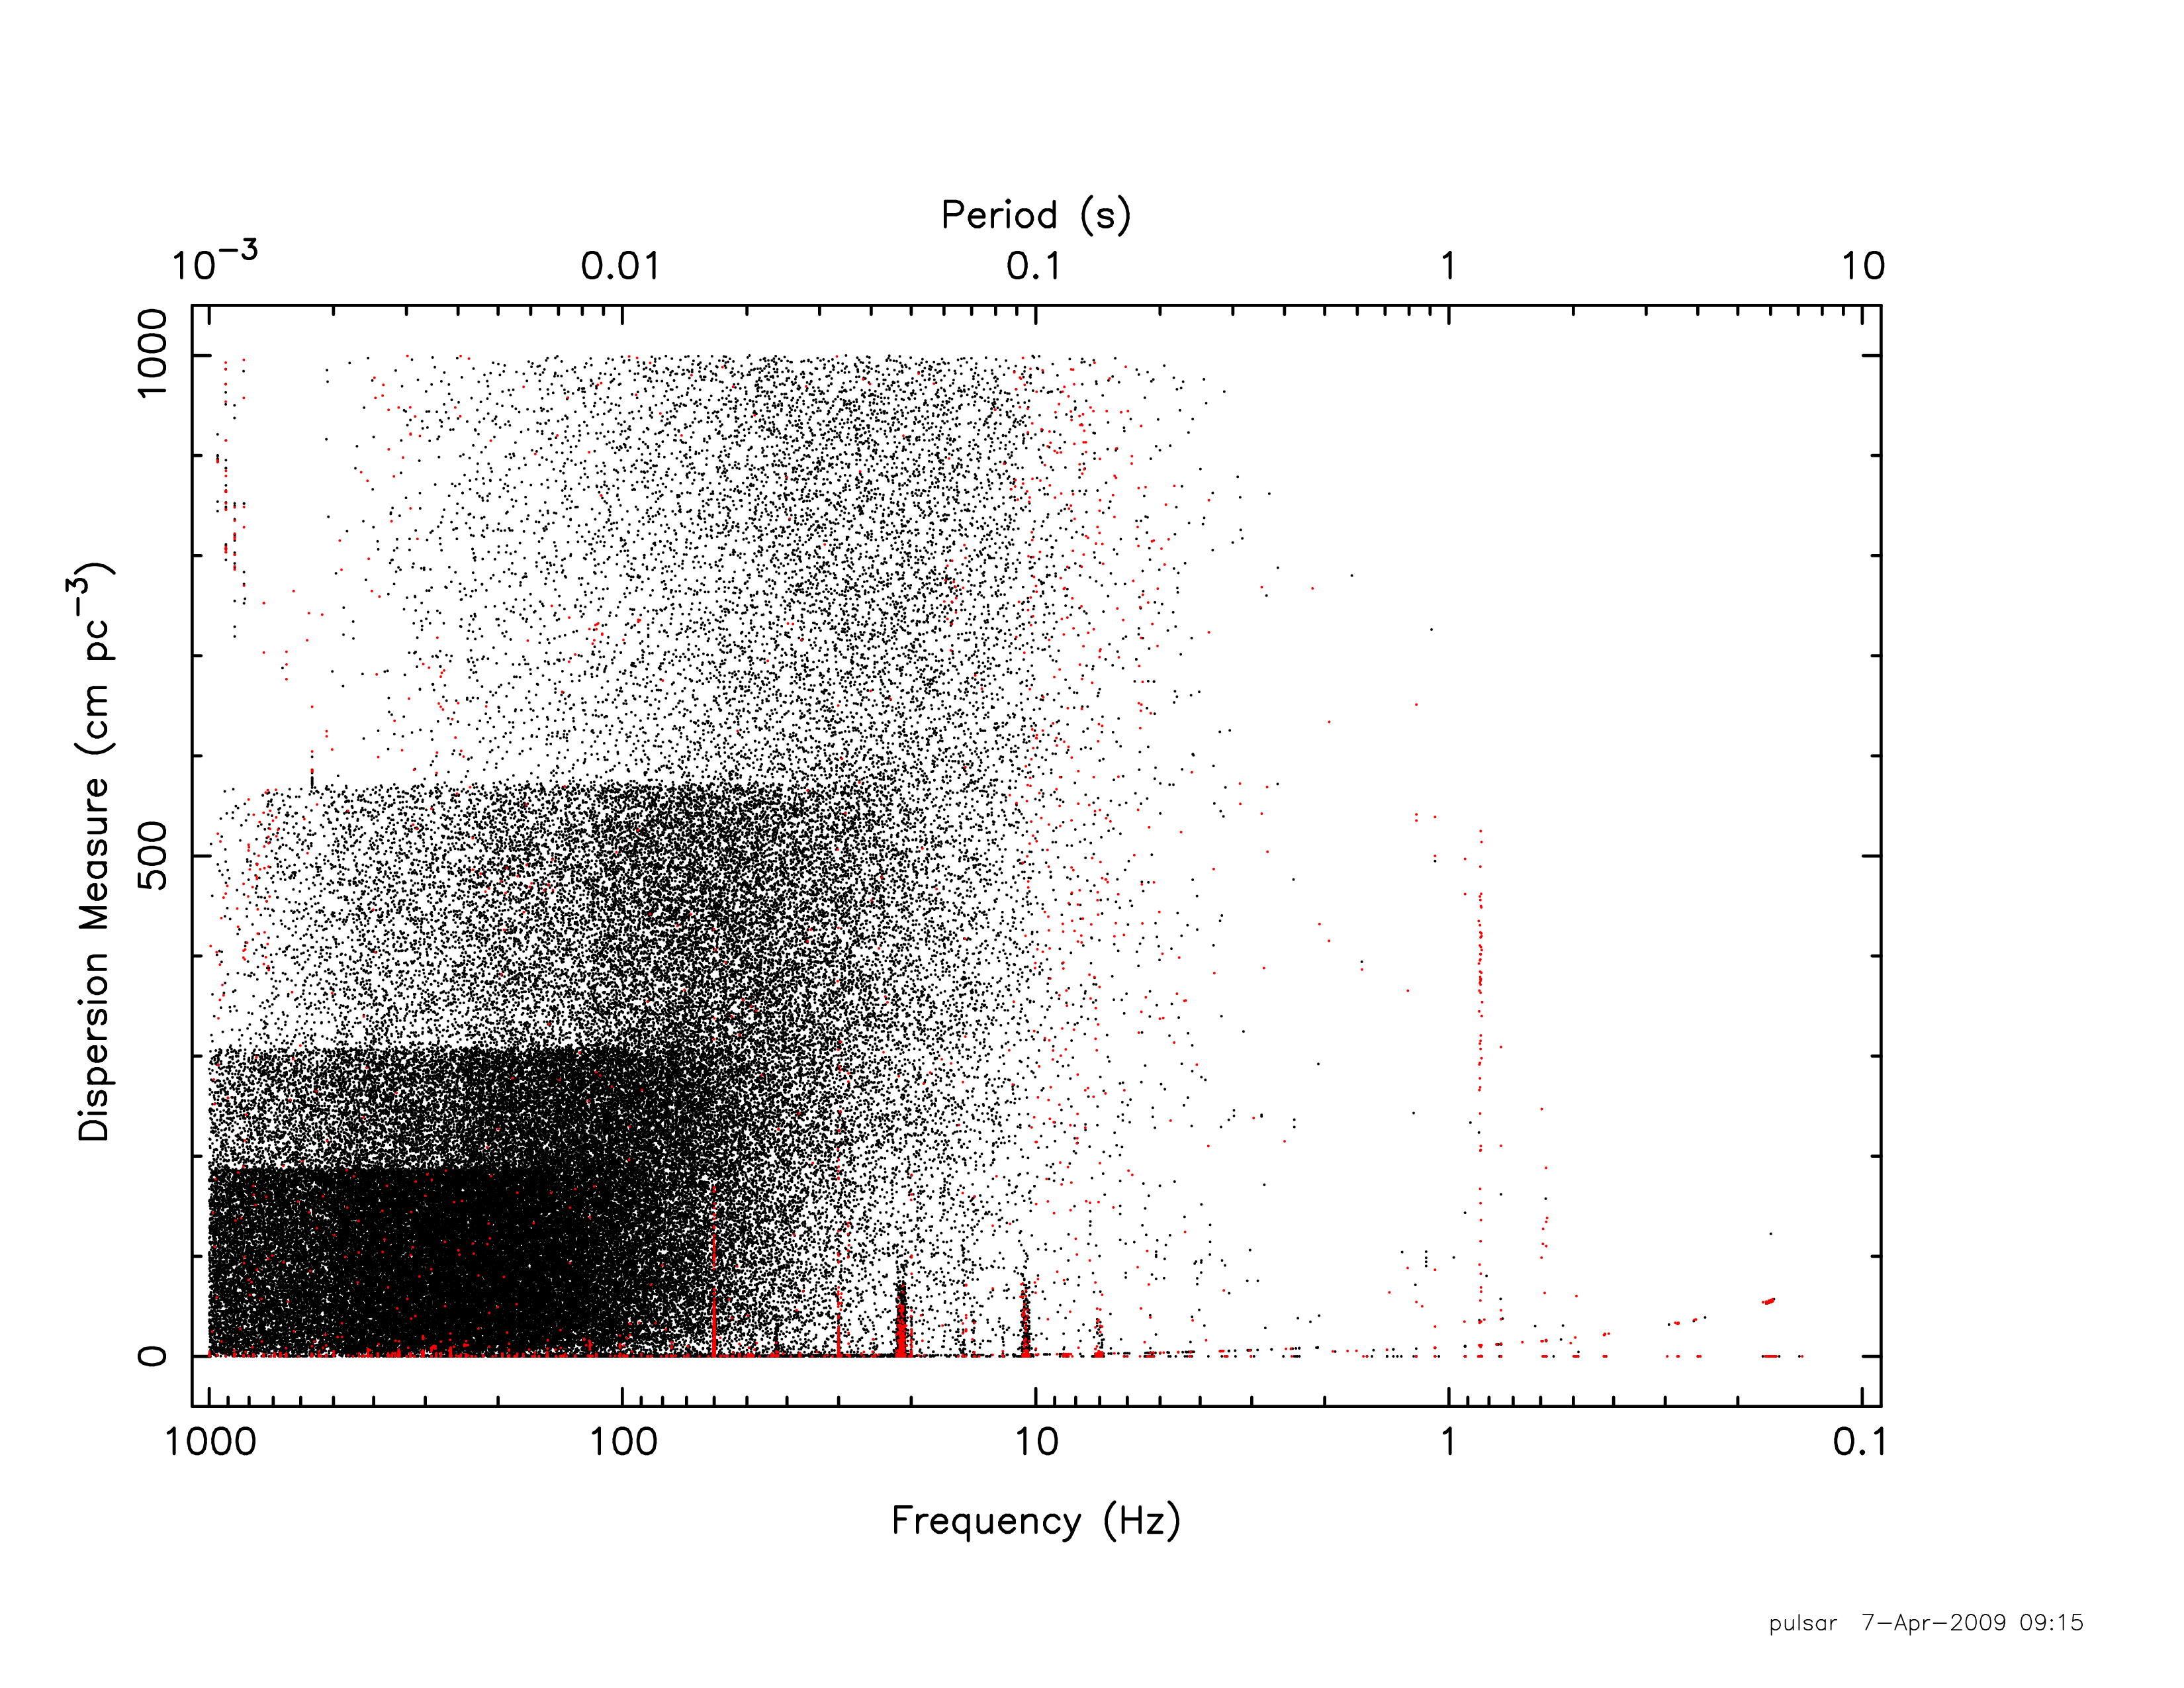 Period (s)
10⁻³ 0.01 0.1 1 10
Dispersion Measure (cm pc⁻³)
1000
500
0
1000 100 10 1 0.1
Frequency (Hz)
pulsar 7-Apr-2009 09:15